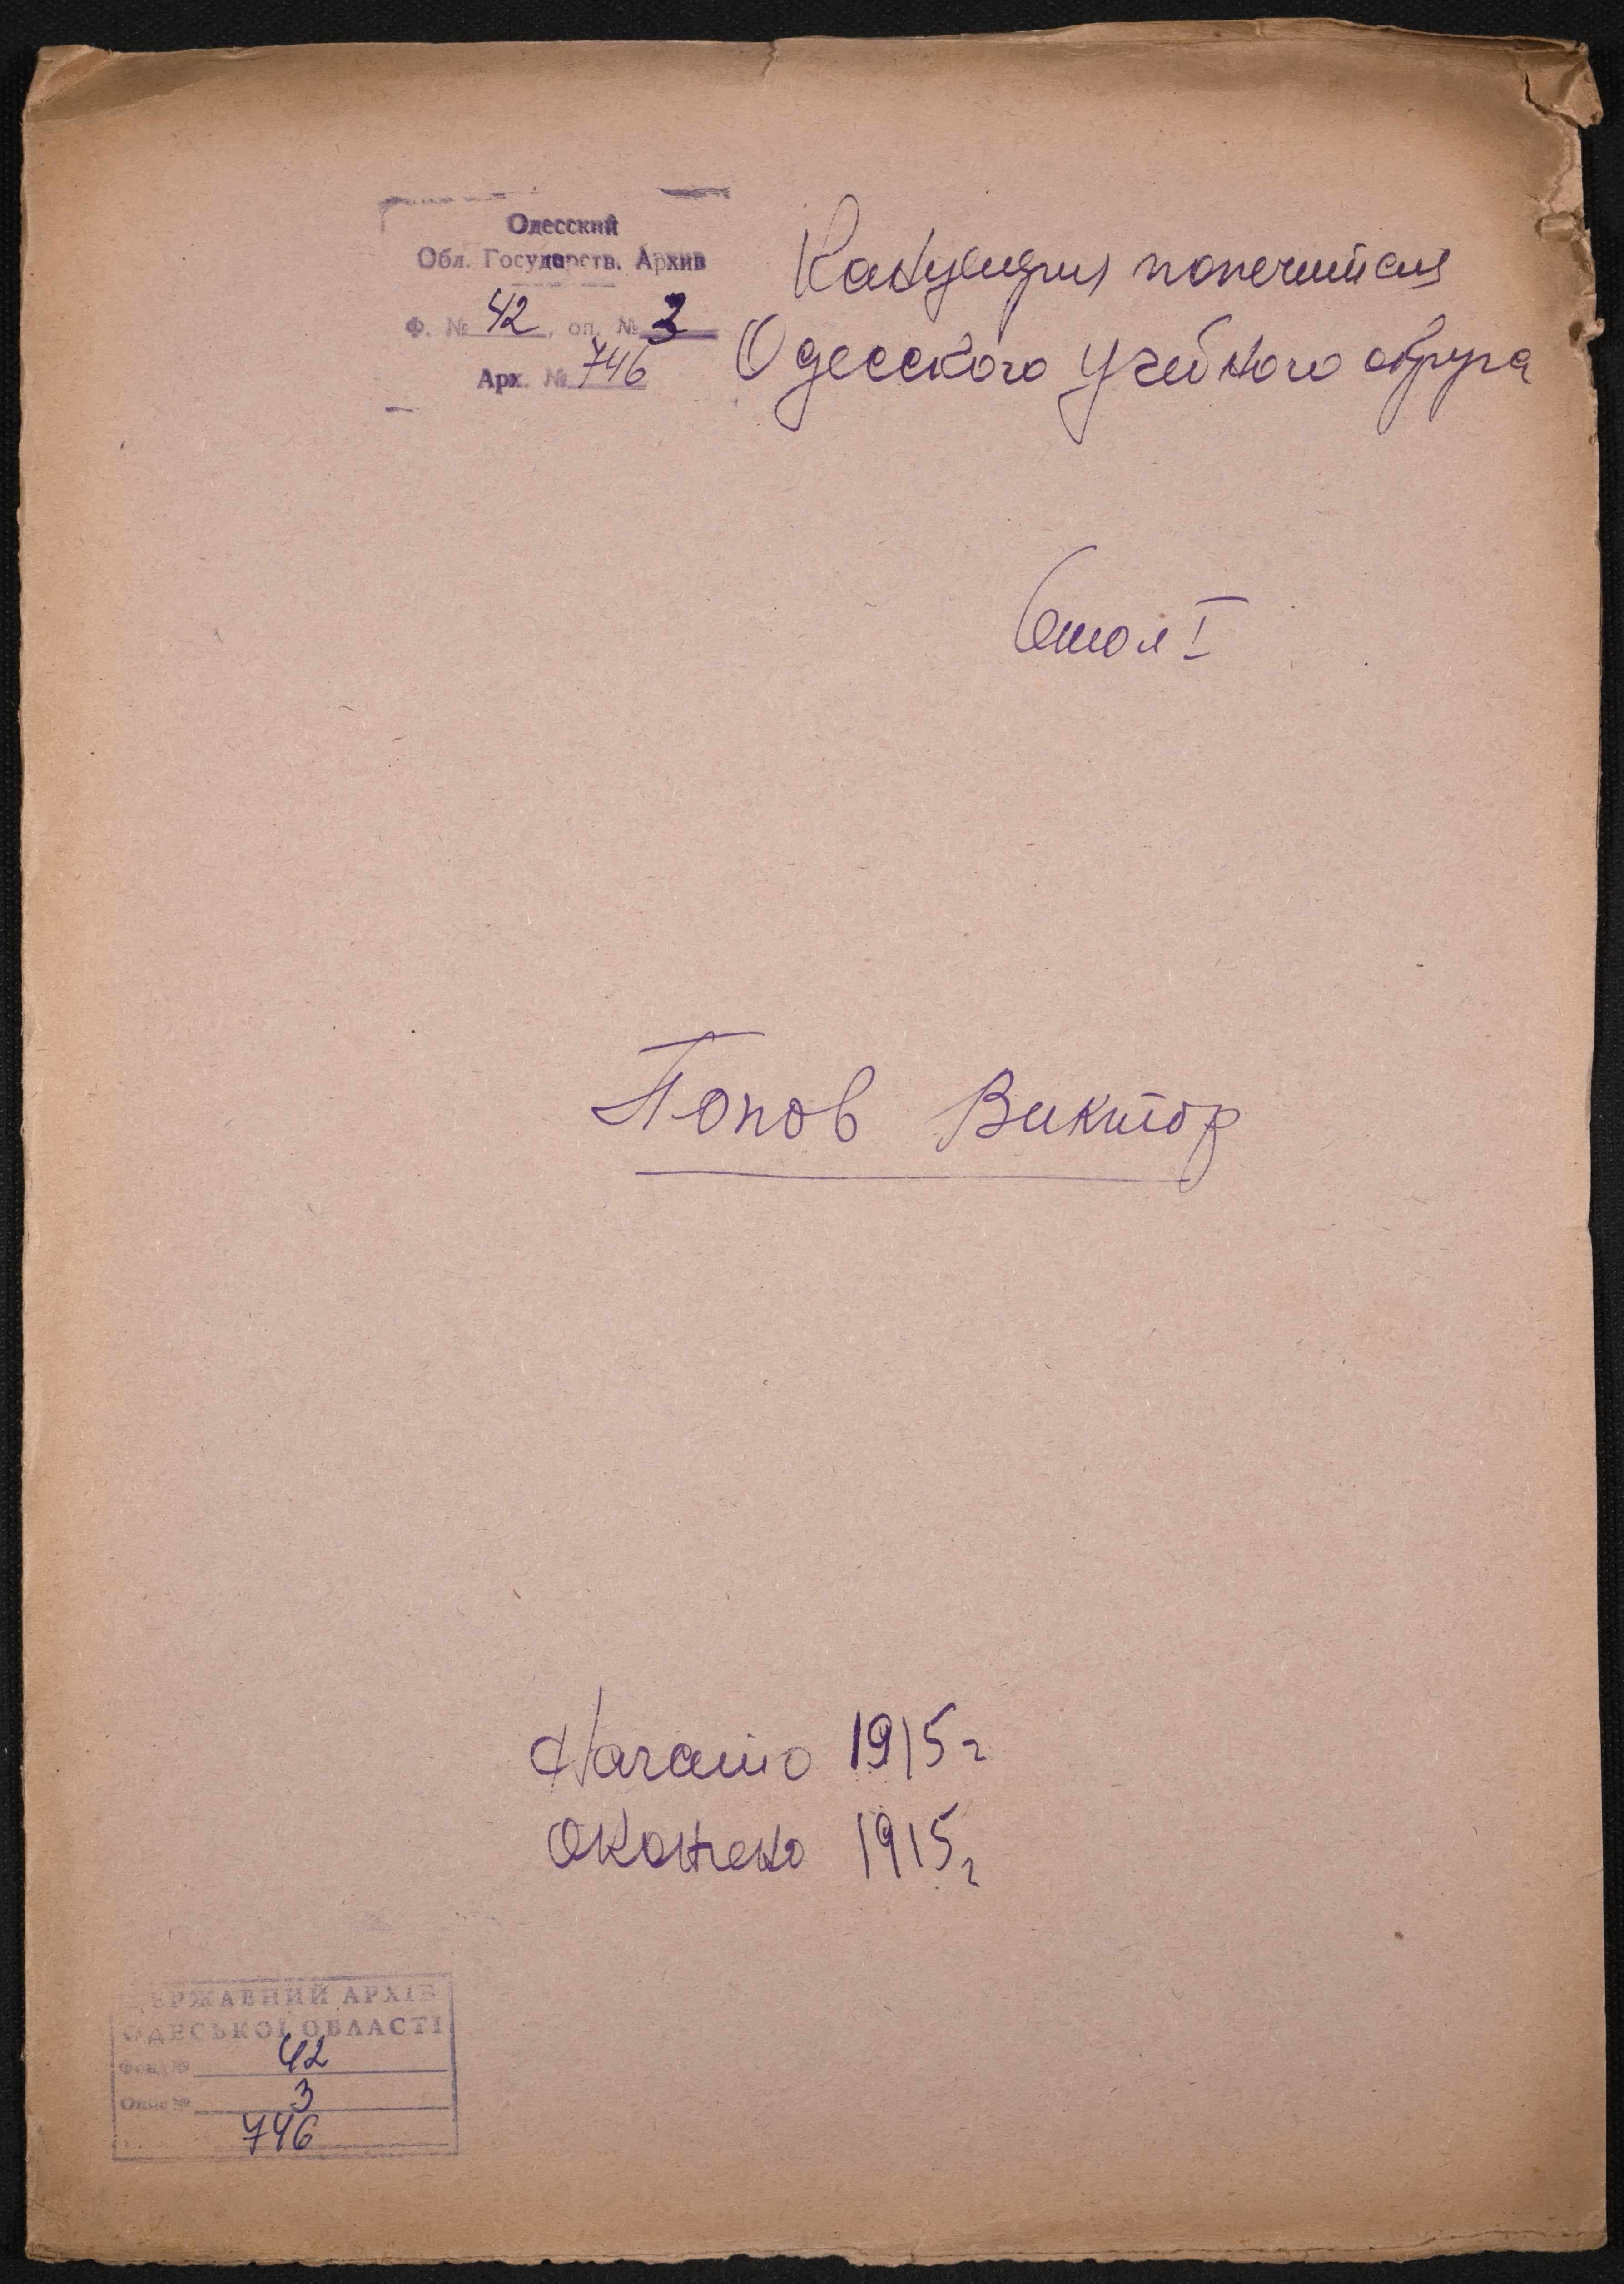 Одесский
Обл. Государств. Архив
Ф. № 42, оп. № 3
Арх. № 746
Канцелярия попечителя
Одесского Учебного округа
Стол I
Попов Виктор
Начато 1915 г
Окончено 1915 г
ДЕРЖАВНИЙ АРХІВ
ОДЕСЬКОЇ ОБЛАСТІ
Фонд № 42
Опис № 3
746